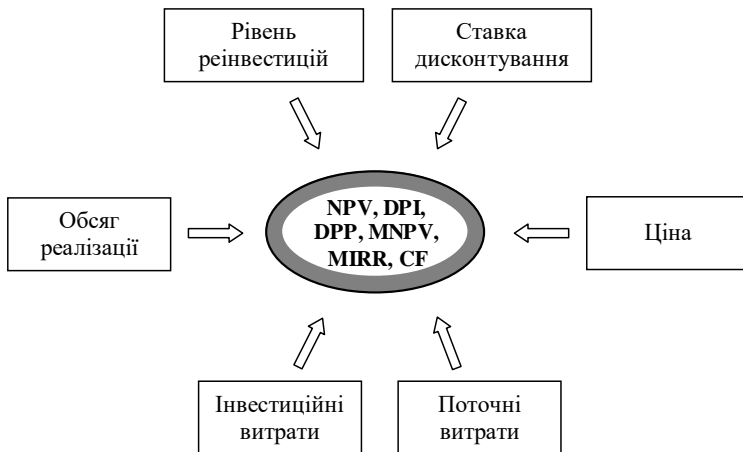 Рівень
реінвестицій
Ставка
дисконтування
Обсяг
реалізації
NPV, DPI,
DPP, MNPV,
MIRR, CF
Ціна
Інвестиційні
витрати
Поточні
витрати